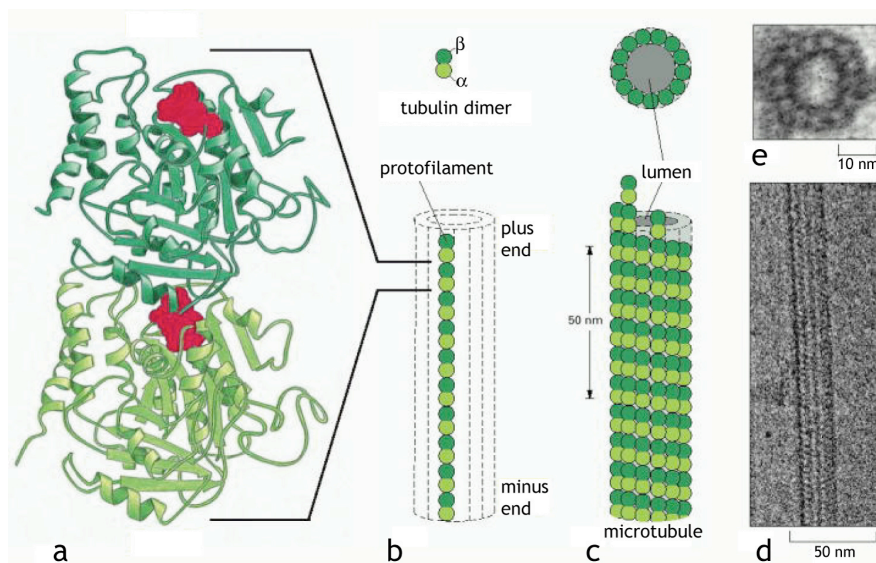 β
α
tubulin dimer
protofilament
plus
end
minus
end
lumen
50 nm
microtubule
a
b
c
e
10 nm
d
50 nm